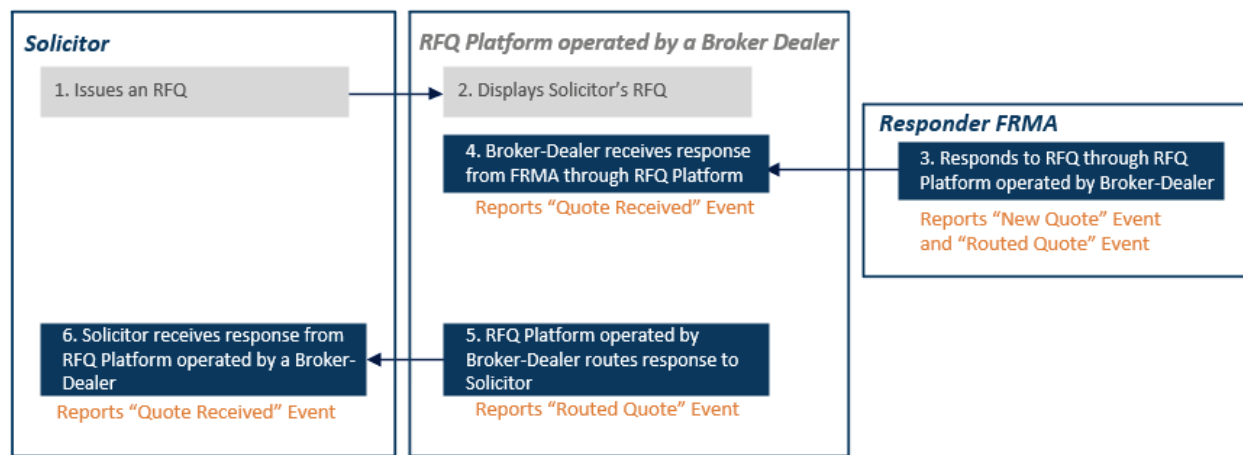 Solicitor
1. Issues an RFQ
6. Solicitor receives response from
RFQ Platform operated by a Broker-
Dealer
Reports “Quote Received” Event
RFQ Platform operated by a Broker Dealer
2. Displays Solicitor’s RFQ
4. Broker-Dealer receives response
from FRMA through RFQ Platform
Reports “Quote Received” Event
5. RFQ Platform operated by
Broker-Dealer routes response to
Solicitor
Reports “Routed Quote” Event
Responder FRMA
3. Responds to RFQ through RFQ
Platform operated by Broker-Dealer
Reports “New Quote” Event
and “Routed Quote” Event